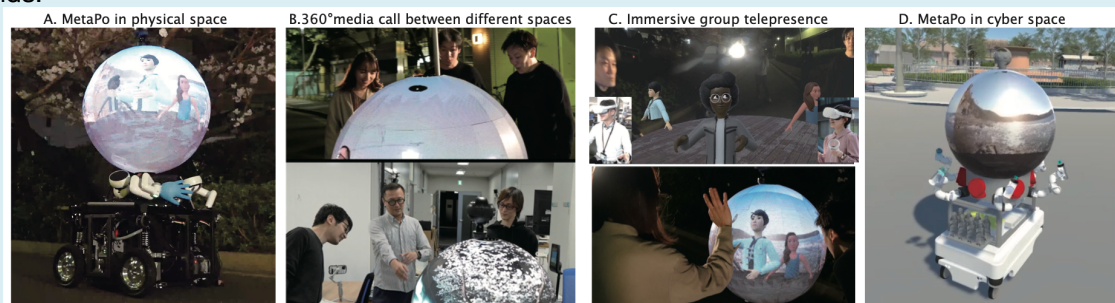 A. MetaPo in physical space
B.360°media call between different spaces
C. Immersive group telepresence
D. MetaPo in cyber space